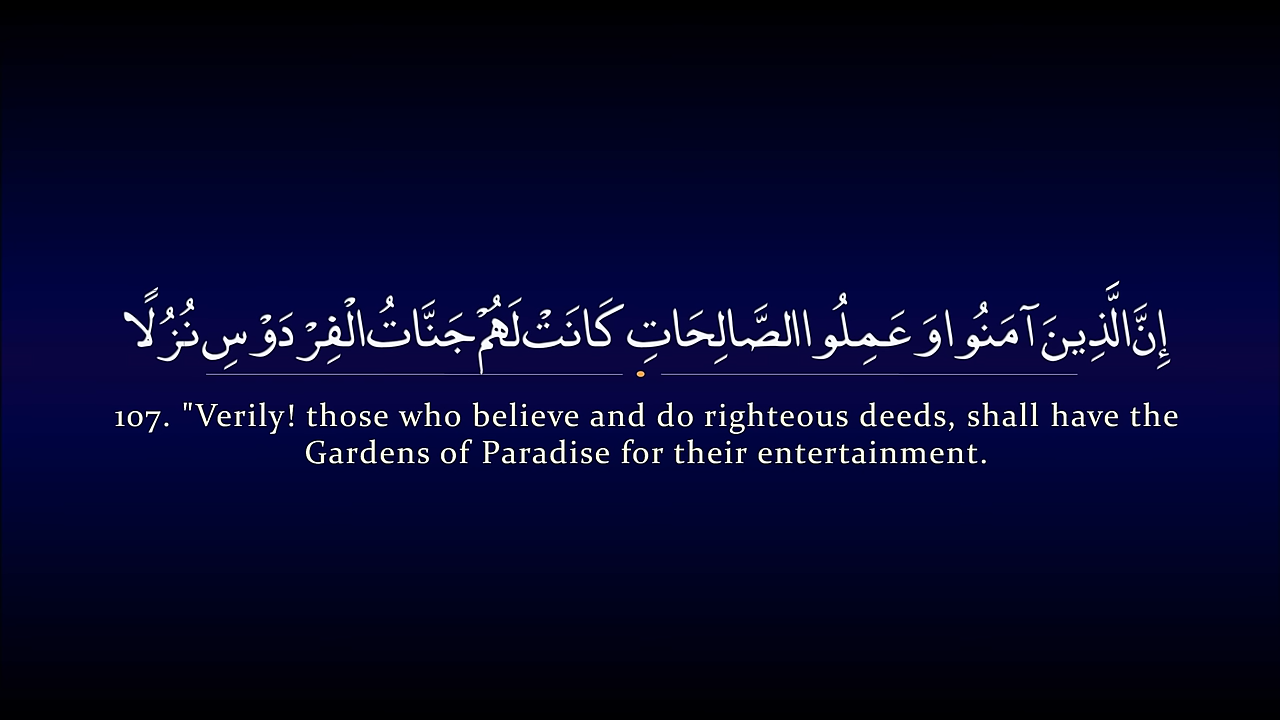 إِنَّ الَّذِينَ آمَنُوا وَعَمِلُوا الصَّالِحَاتِ كَانَتْ لَهُمْ جَنَّاتُ الْفِرْدَوْسِ نُزُلًا
107. "Verily! those who believe and do righteous deeds, shall have the
Gardens of Paradise for their entertainment.